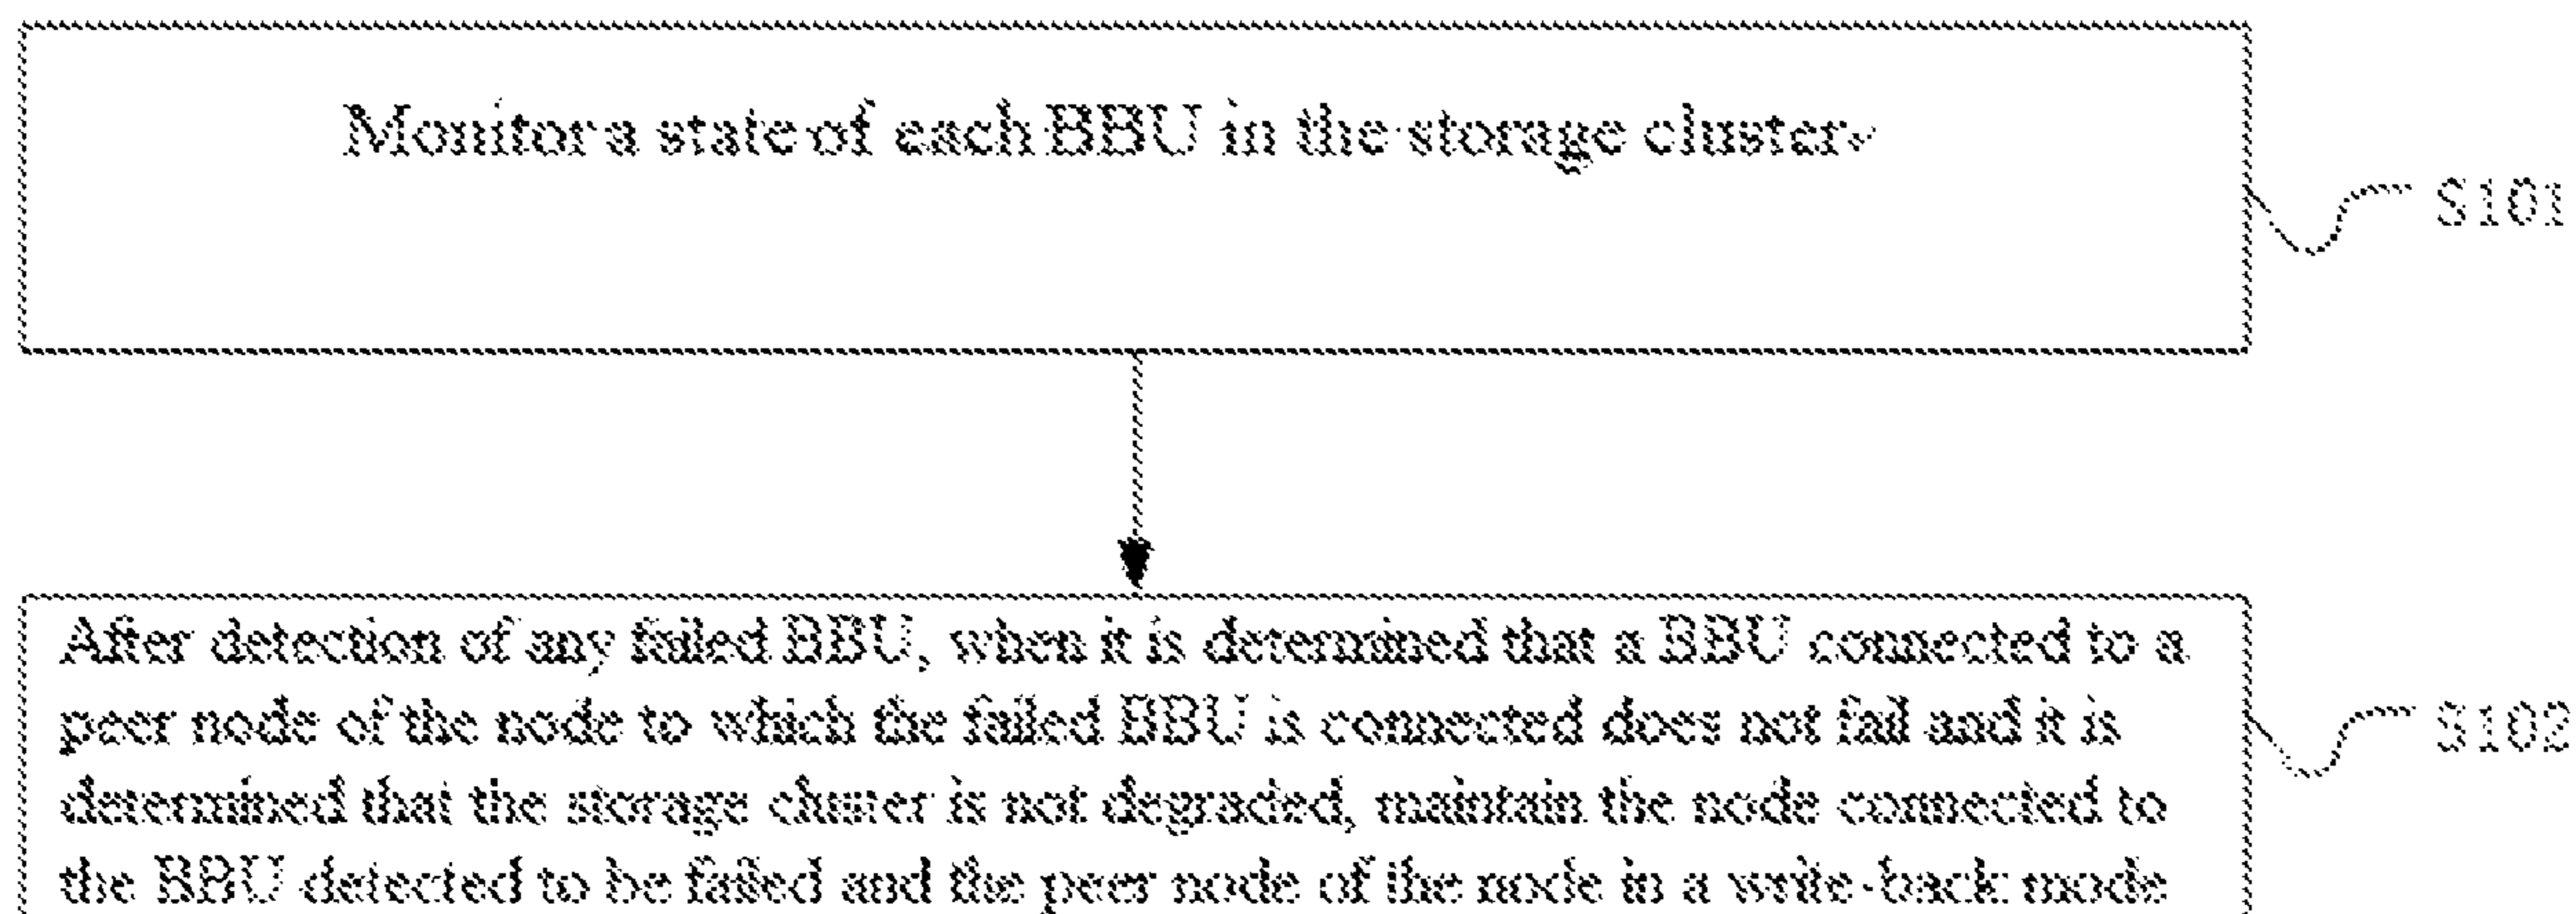 Monitor a state of each BBU in the storage cluster
S101
After detection of any failed BBU, when it is determined that a BBU connected to a
peer node of the node to which the failed BBU is connected does not fail and it is
S102
determined that the storage cluster is not degraded, maintain the node connected to
the BBU detected to be failed and the peer node of the node in a write-back mode